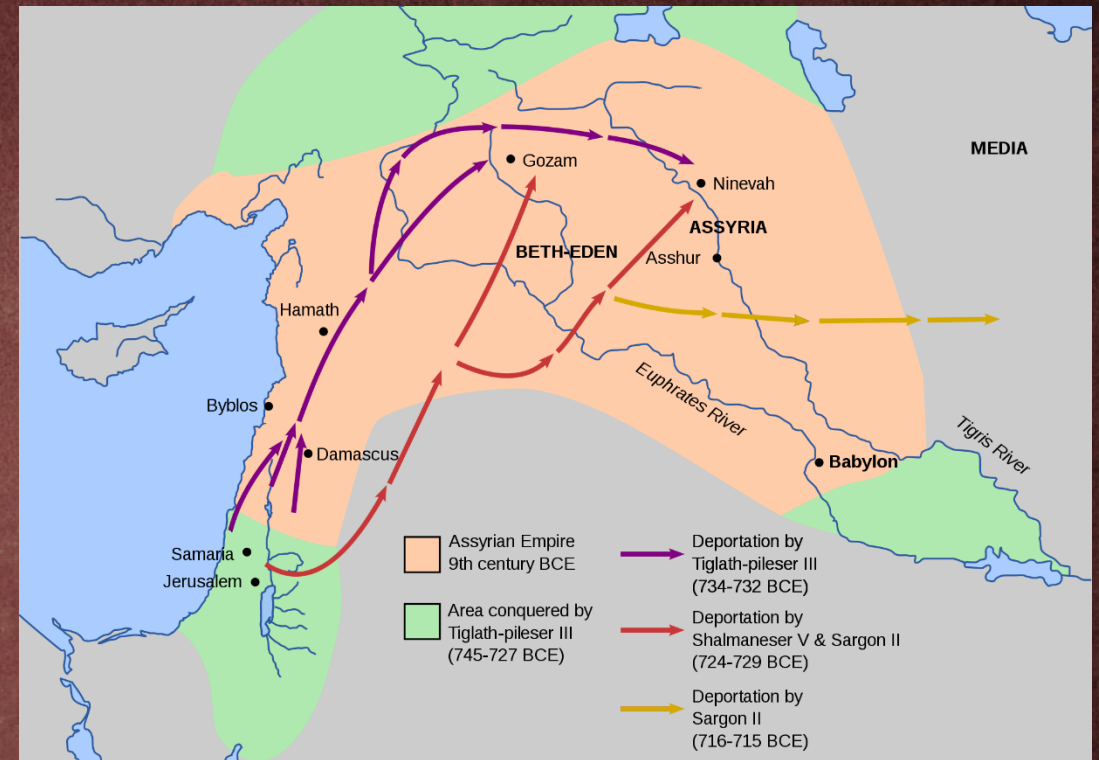 MEDIA
Gozam
Ninevah
ASSYRIA
BETH-EDEN
Asshur
Hamath
Byblos
Damascus
Euphrates River
Tigris River
Babylon
Samaria
Jerusalem
Assyrian Empire
9th century BCE
Area conquered by
Tiglath-pileser III
(745-727 BCE)
Deportation by
Tiglath-pileser III
(734-732 BCE)
Deportation by
Shalmaneser V & Sargon II
(724-729 BCE)
Deportation by
Sargon II
(716-715 BCE)